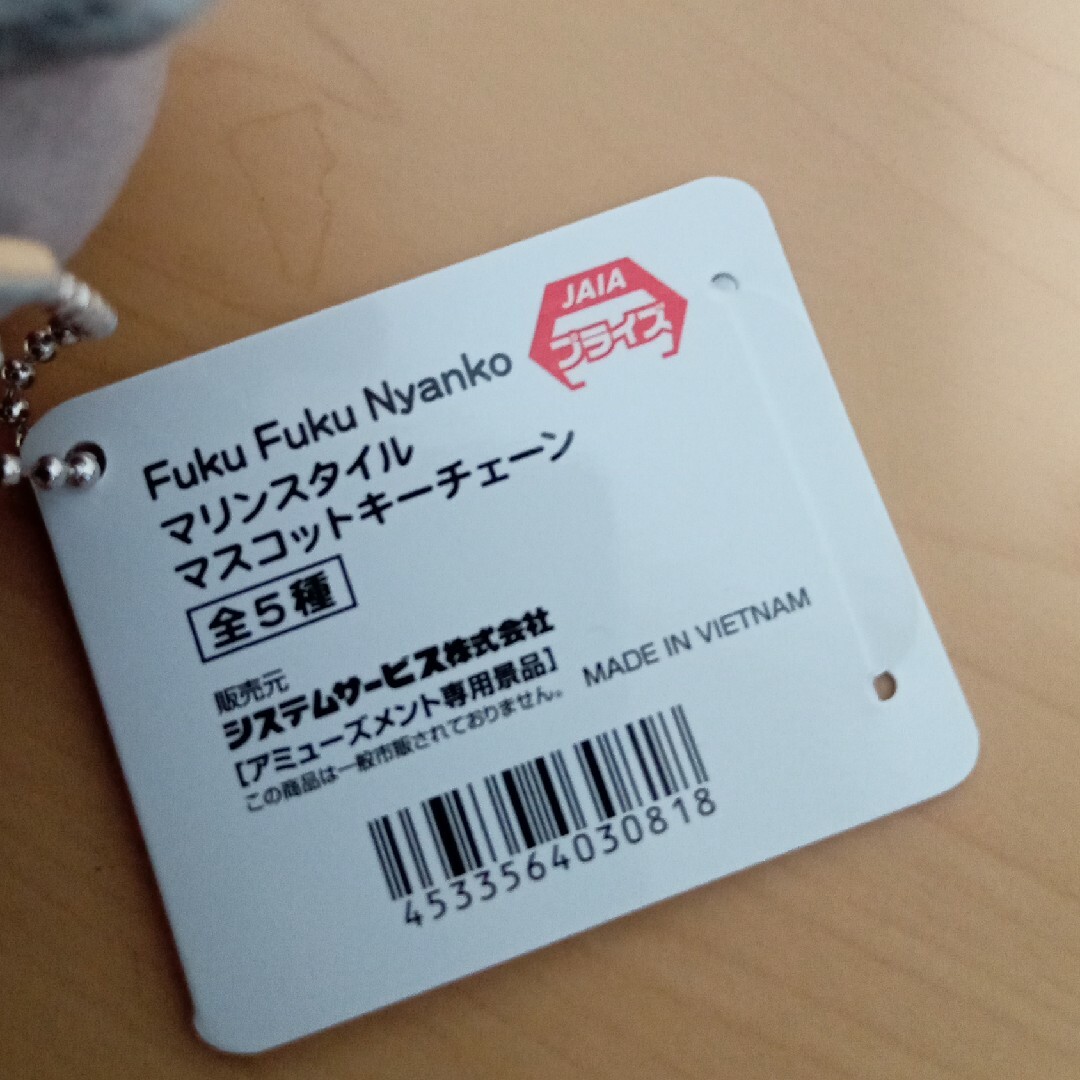 JAIA
プライズ
Fuku Fuku Nyanko
マリンスタイル
マスコットキーチェーン
全5種
販売元
システムサービス株式会社
[アミューズメント専用景品]
この商品は一般市販されておりません。
MADE IN VIETNAM
4533564030818